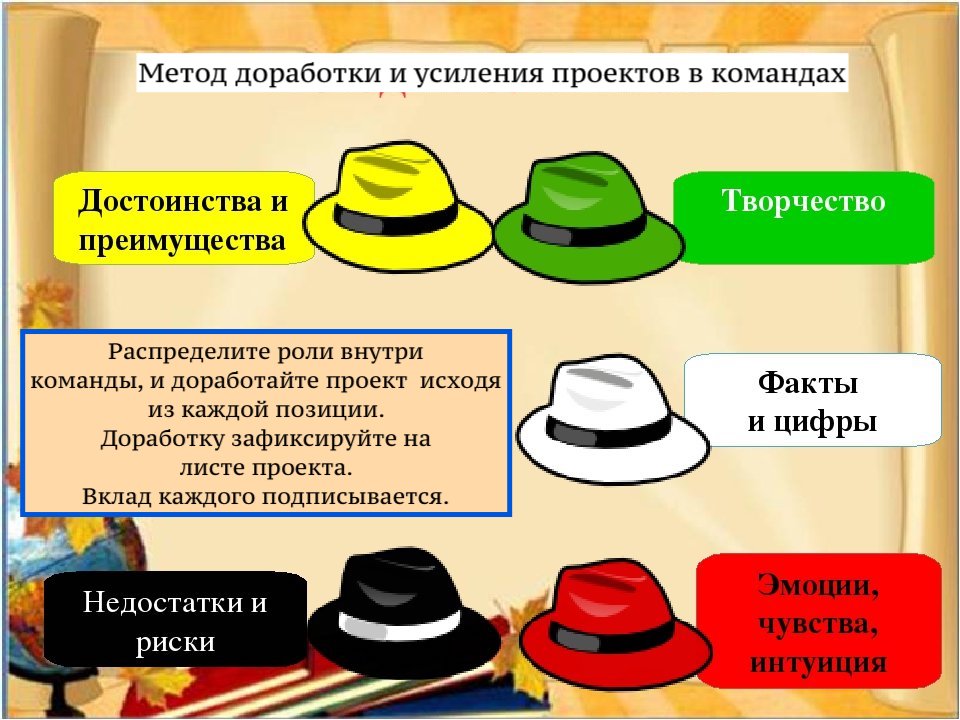 Метод доработки и усиления проектов в командах
Достоинства и
преимущества
Творчество
Распределите роли внутри
команды, и доработайте проект исходя
из каждой позиции.
Доработку зафиксируйте на
листе проекта.
Вклад каждого подписывается.
Факты
и цифры
Недостатки и
риски
Эмоции,
чувства,
интуиция